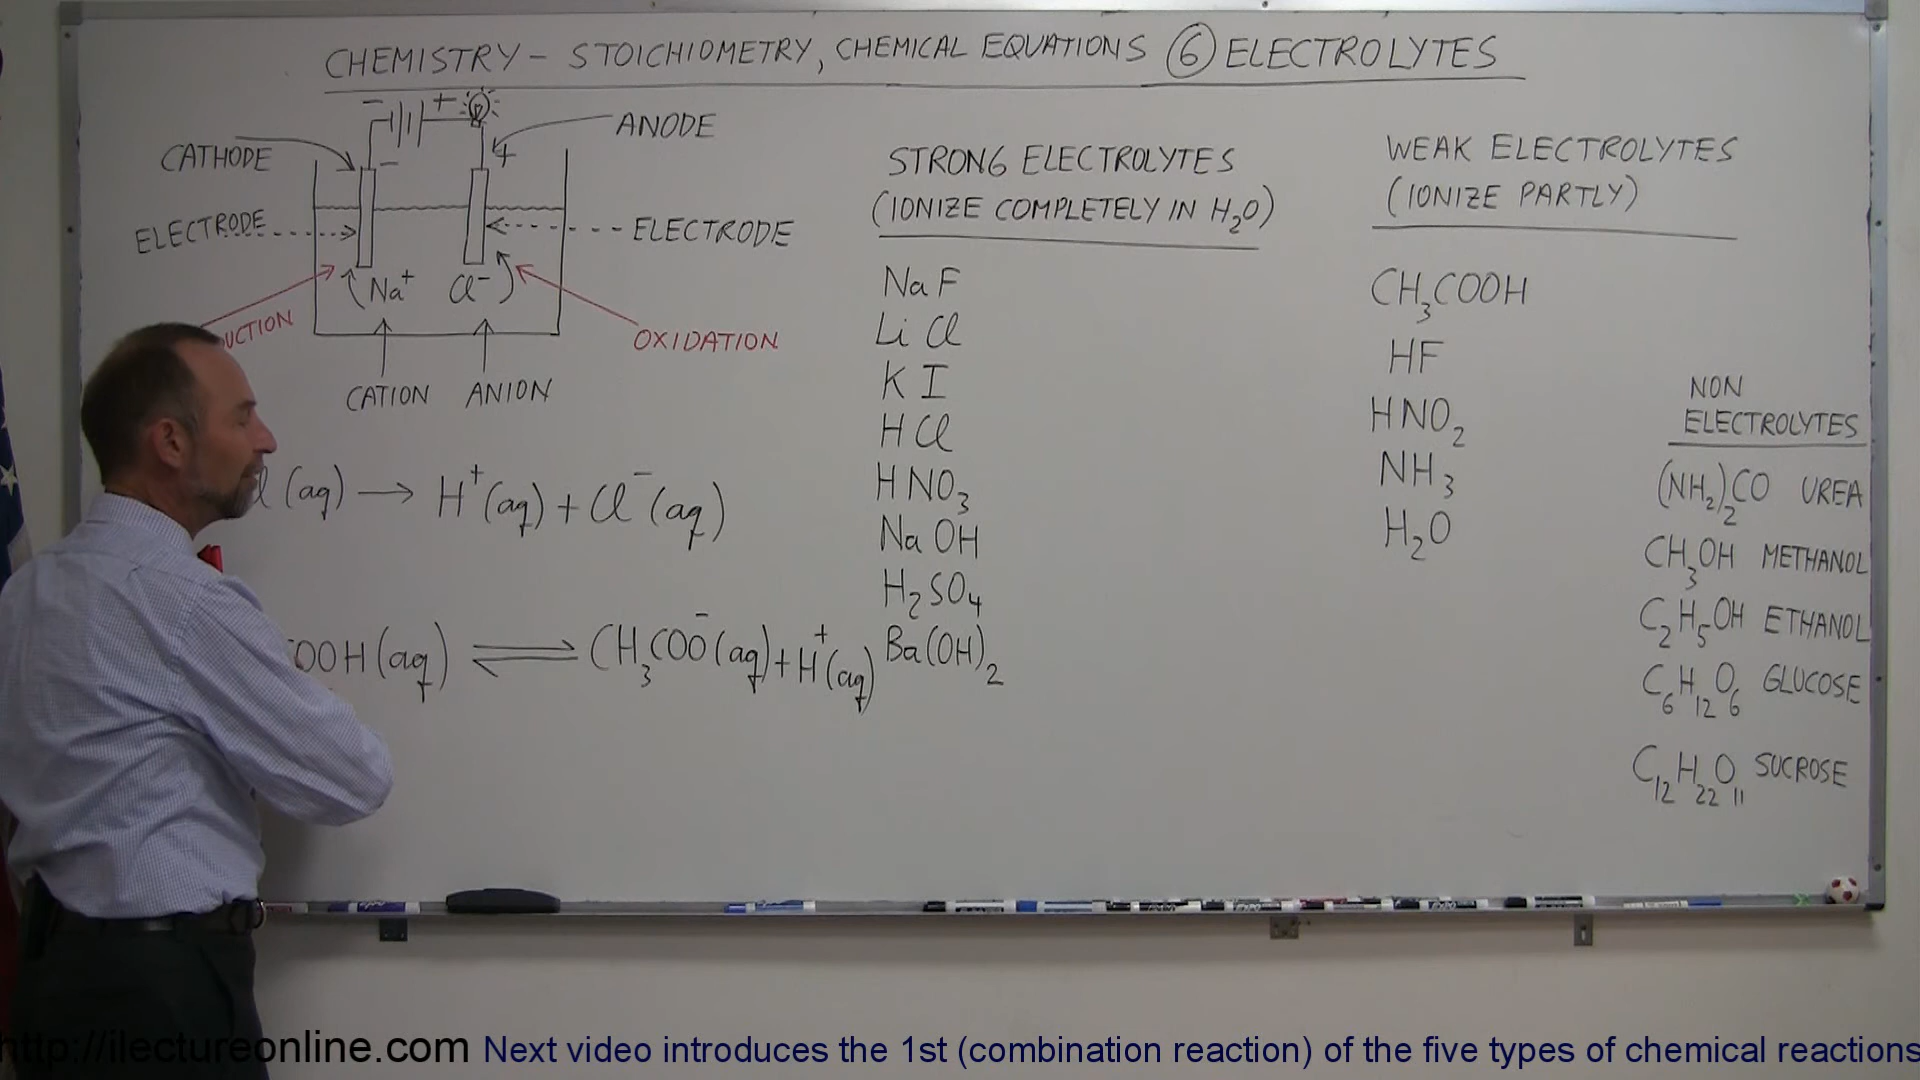 CHEMISTRY - STOICHIOMETRY, CHEMICAL EQUATIONS ⑥ ELECTROLYTES
- +
CATHODE
- +
ANODE
ELECTRODE
ELECTRODE
Na⁺ Cl⁻
UCTION
OXIDATION
CATION ANION
l (aq) → H⁺(aq) + Cl⁻(aq)
OOH (aq) ⇌ CH₃COO⁻(aq) + H⁺(aq)
STRONG ELECTROLYTES
(IONIZE COMPLETELY IN H₂O)
NaF
LiCl
KI
HCl
HNO₃
NaOH
H₂SO₄
Ba(OH)₂
WEAK ELECTROLYTES
(IONIZE PARTLY)
CH₃COOH
HF
HNO₂
NH₃
H₂O
NON
ELECTROLYTES
(NH₂)₂CO UREA
CH₃OH METHANOL
C₂H₅OH ETHANOL
C₆H₁₂O₆ GLUCOSE
C₁₂H₂₂O₁₁ SUCROSE
http://ilectureonline.com Next video introduces the 1st (combination reaction) of the five types of chemical reactions